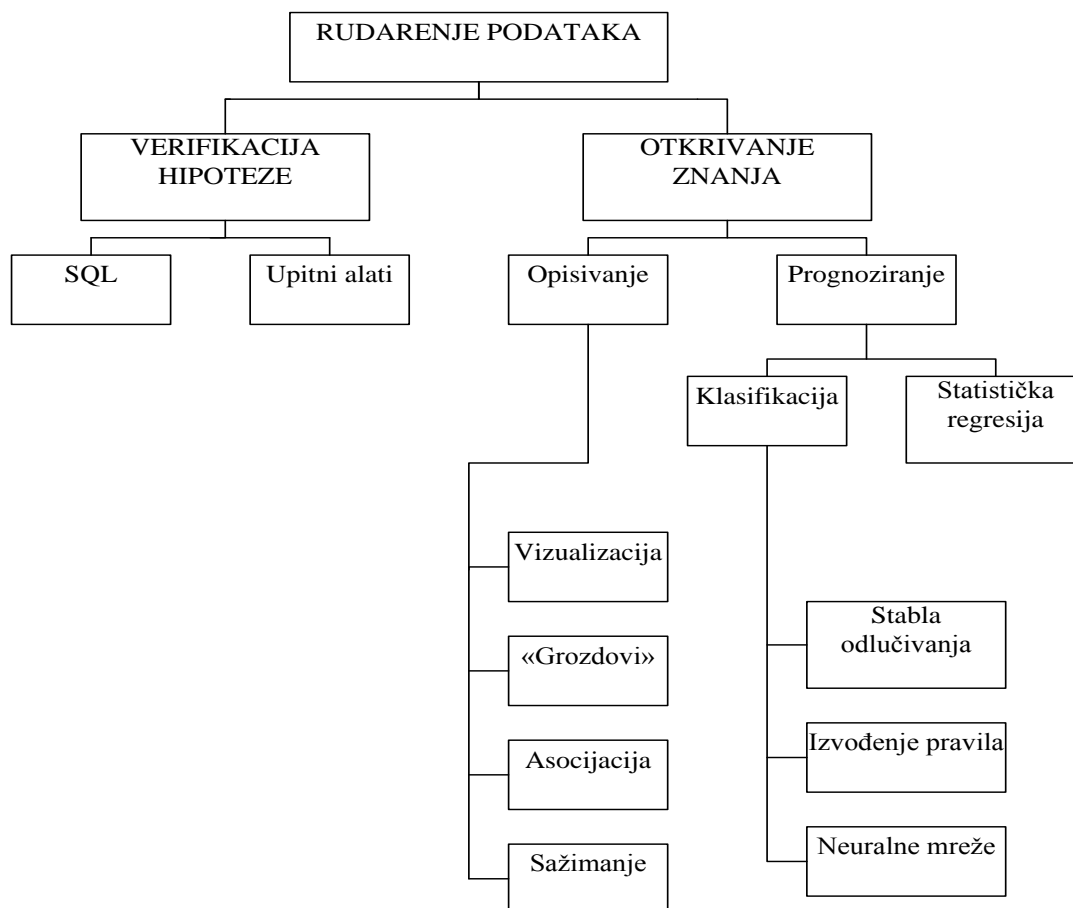 RUDARENJE PODATAKA
VERIFIKACIJA
HIPOTEZE
OTKRIVANJE
ZNANJA
SQL
Upitni alati
Opisivanje
Prognoziranje
Klasifikacija
Statistička
regresija
Vizualizacija
«Grozdovi»
Asocijacija
Sažimanje
Stabla
odlučivanja
Izvođenje pravila
Neuralne mreže